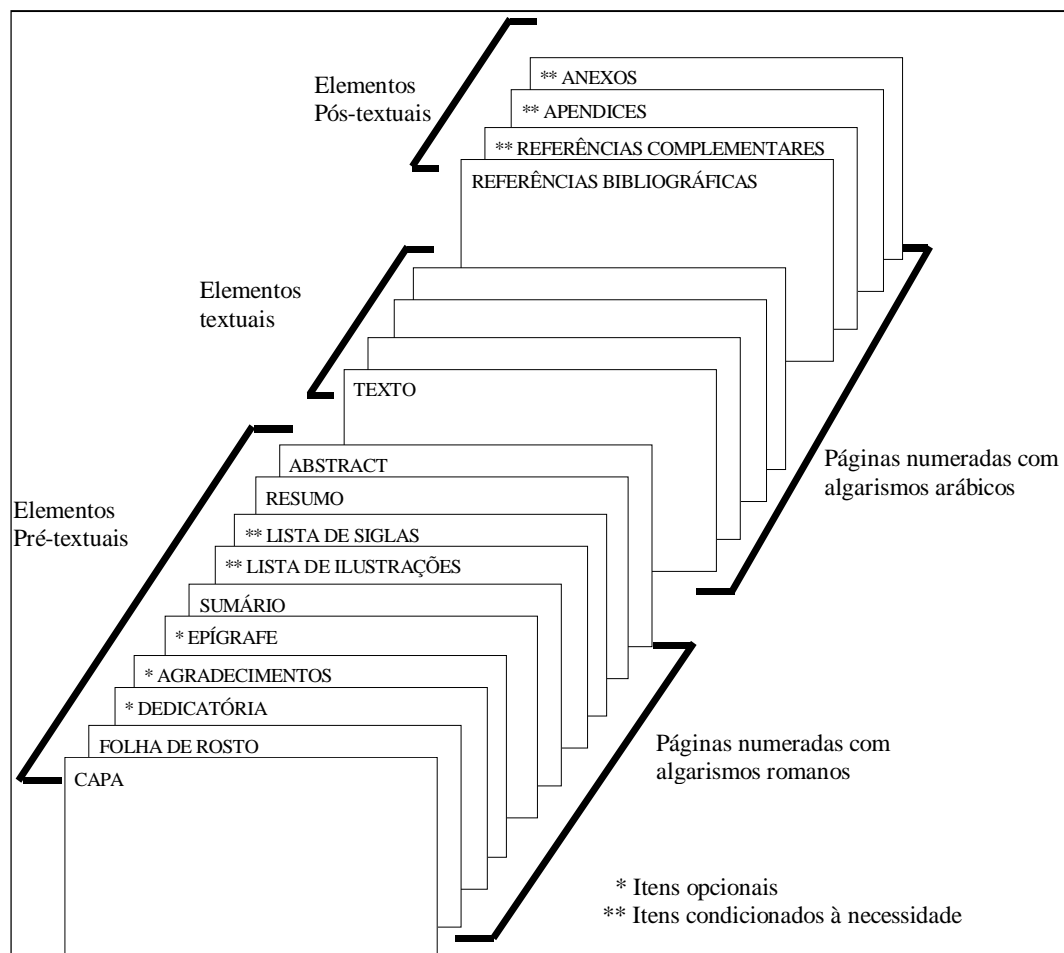 Elementos
Pós-textuais
** ANEXOS
** APENDICES
** REFERÊNCIAS COMPLEMENTARES
REFERÊNCIAS BIBLIOGRÁFICAS
Elementos
textuais
TEXTO
Páginas numeradas com
algarismos arábicos
Elementos
Pré-textuais
ABSTRACT
RESUMO
** LISTA DE SIGLAS
** LISTA DE ILUSTRAÇÕES
SUMÁRIO
* EPÍGRAFE
* AGRADECIMENTOS
* DEDICATÓRIA
FOLHA DE ROSTO
CAPA
Páginas numeradas com
algarismos romanos
* Itens opcionais
** Itens condicionados à necessidade